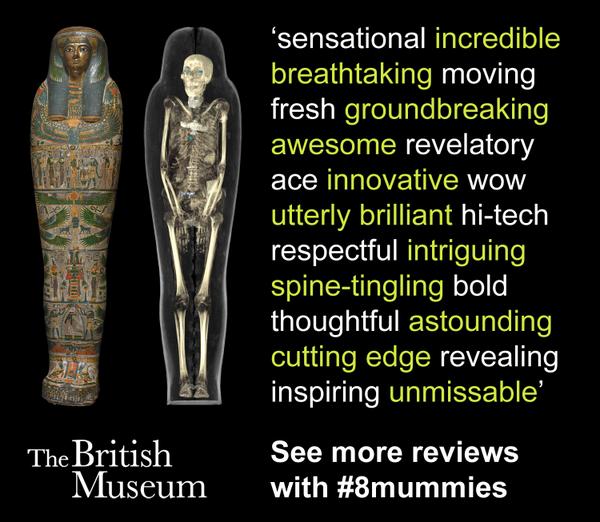 ‘sensational incredible
breathtaking moving
fresh groundbreaking
awesome revelatory
ace innovative wow
utterly brilliant hi-tech
respectful intriguing
spine-tingling bold
thoughtful astounding
cutting edge revealing
inspiring unmissable’
The British
Museum
See more reviews
with #8mummies